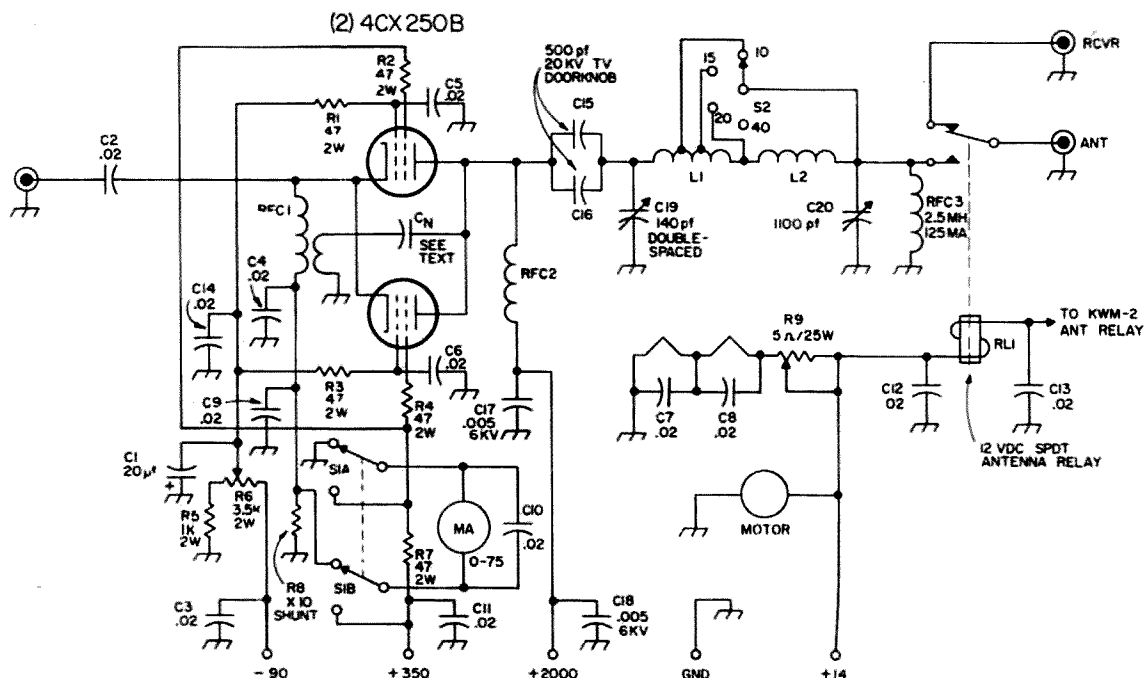 (2) 4CX250B
R2
47
2W
C5
.02
500 pf
20 KV TV
DOORKNOB
C15
C16
15
10
S2
20
40
RCVR
ANT
C2
.02
R1
47
2W
L1
L2
RFC1
CN
SEE
TEXT
C19
140 pf
DOUBLE-
SPACED
C20
1100 pf
RFC3
2.5 MH
125 MA
C14
.02
C4
.02
RFC2
R9
5Ω/25W
RL1
TO KWM-2
ANT RELAY
C6
.02
R3
47
2W
R4
47
2W
C9
.02
C17
.005
6KV
C7
.02
C8
.02
C12
02
C13
.02
C1
20 µf
+
S1A
12 VDC SPDT
ANTENNA RELAY
R5
1K
2W
R6
3.5K
2W
MA
0-75
C10
.02
MOTOR
R7
47
2W
R8
X 10
SHUNT
S1B
C3
.02
C11
.02
C18
.005
6KV
-90
+350
+2000
GND
+14